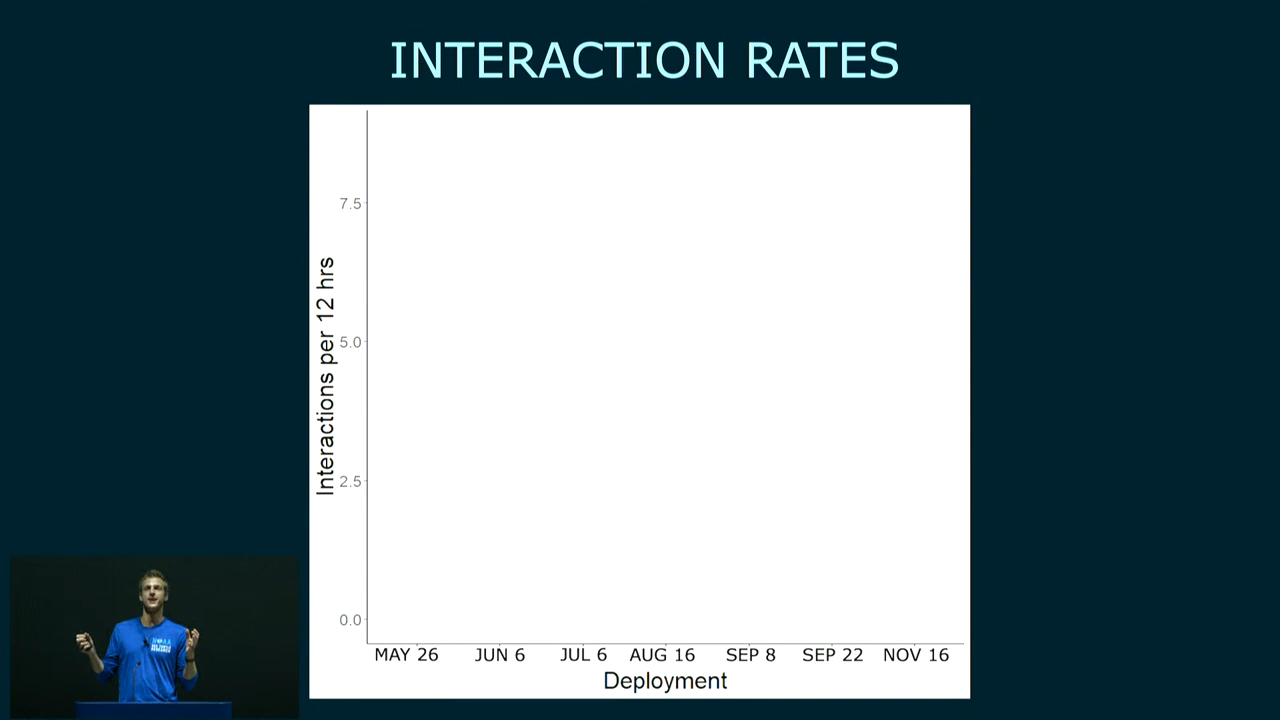 INTERACTION RATES
Interactions per 12 hrs
7.5
5.0
2.5
0.0
MAY 26 JUN 6 JUL 6 AUG 16 SEP 8 SEP 22 NOV 16
Deployment